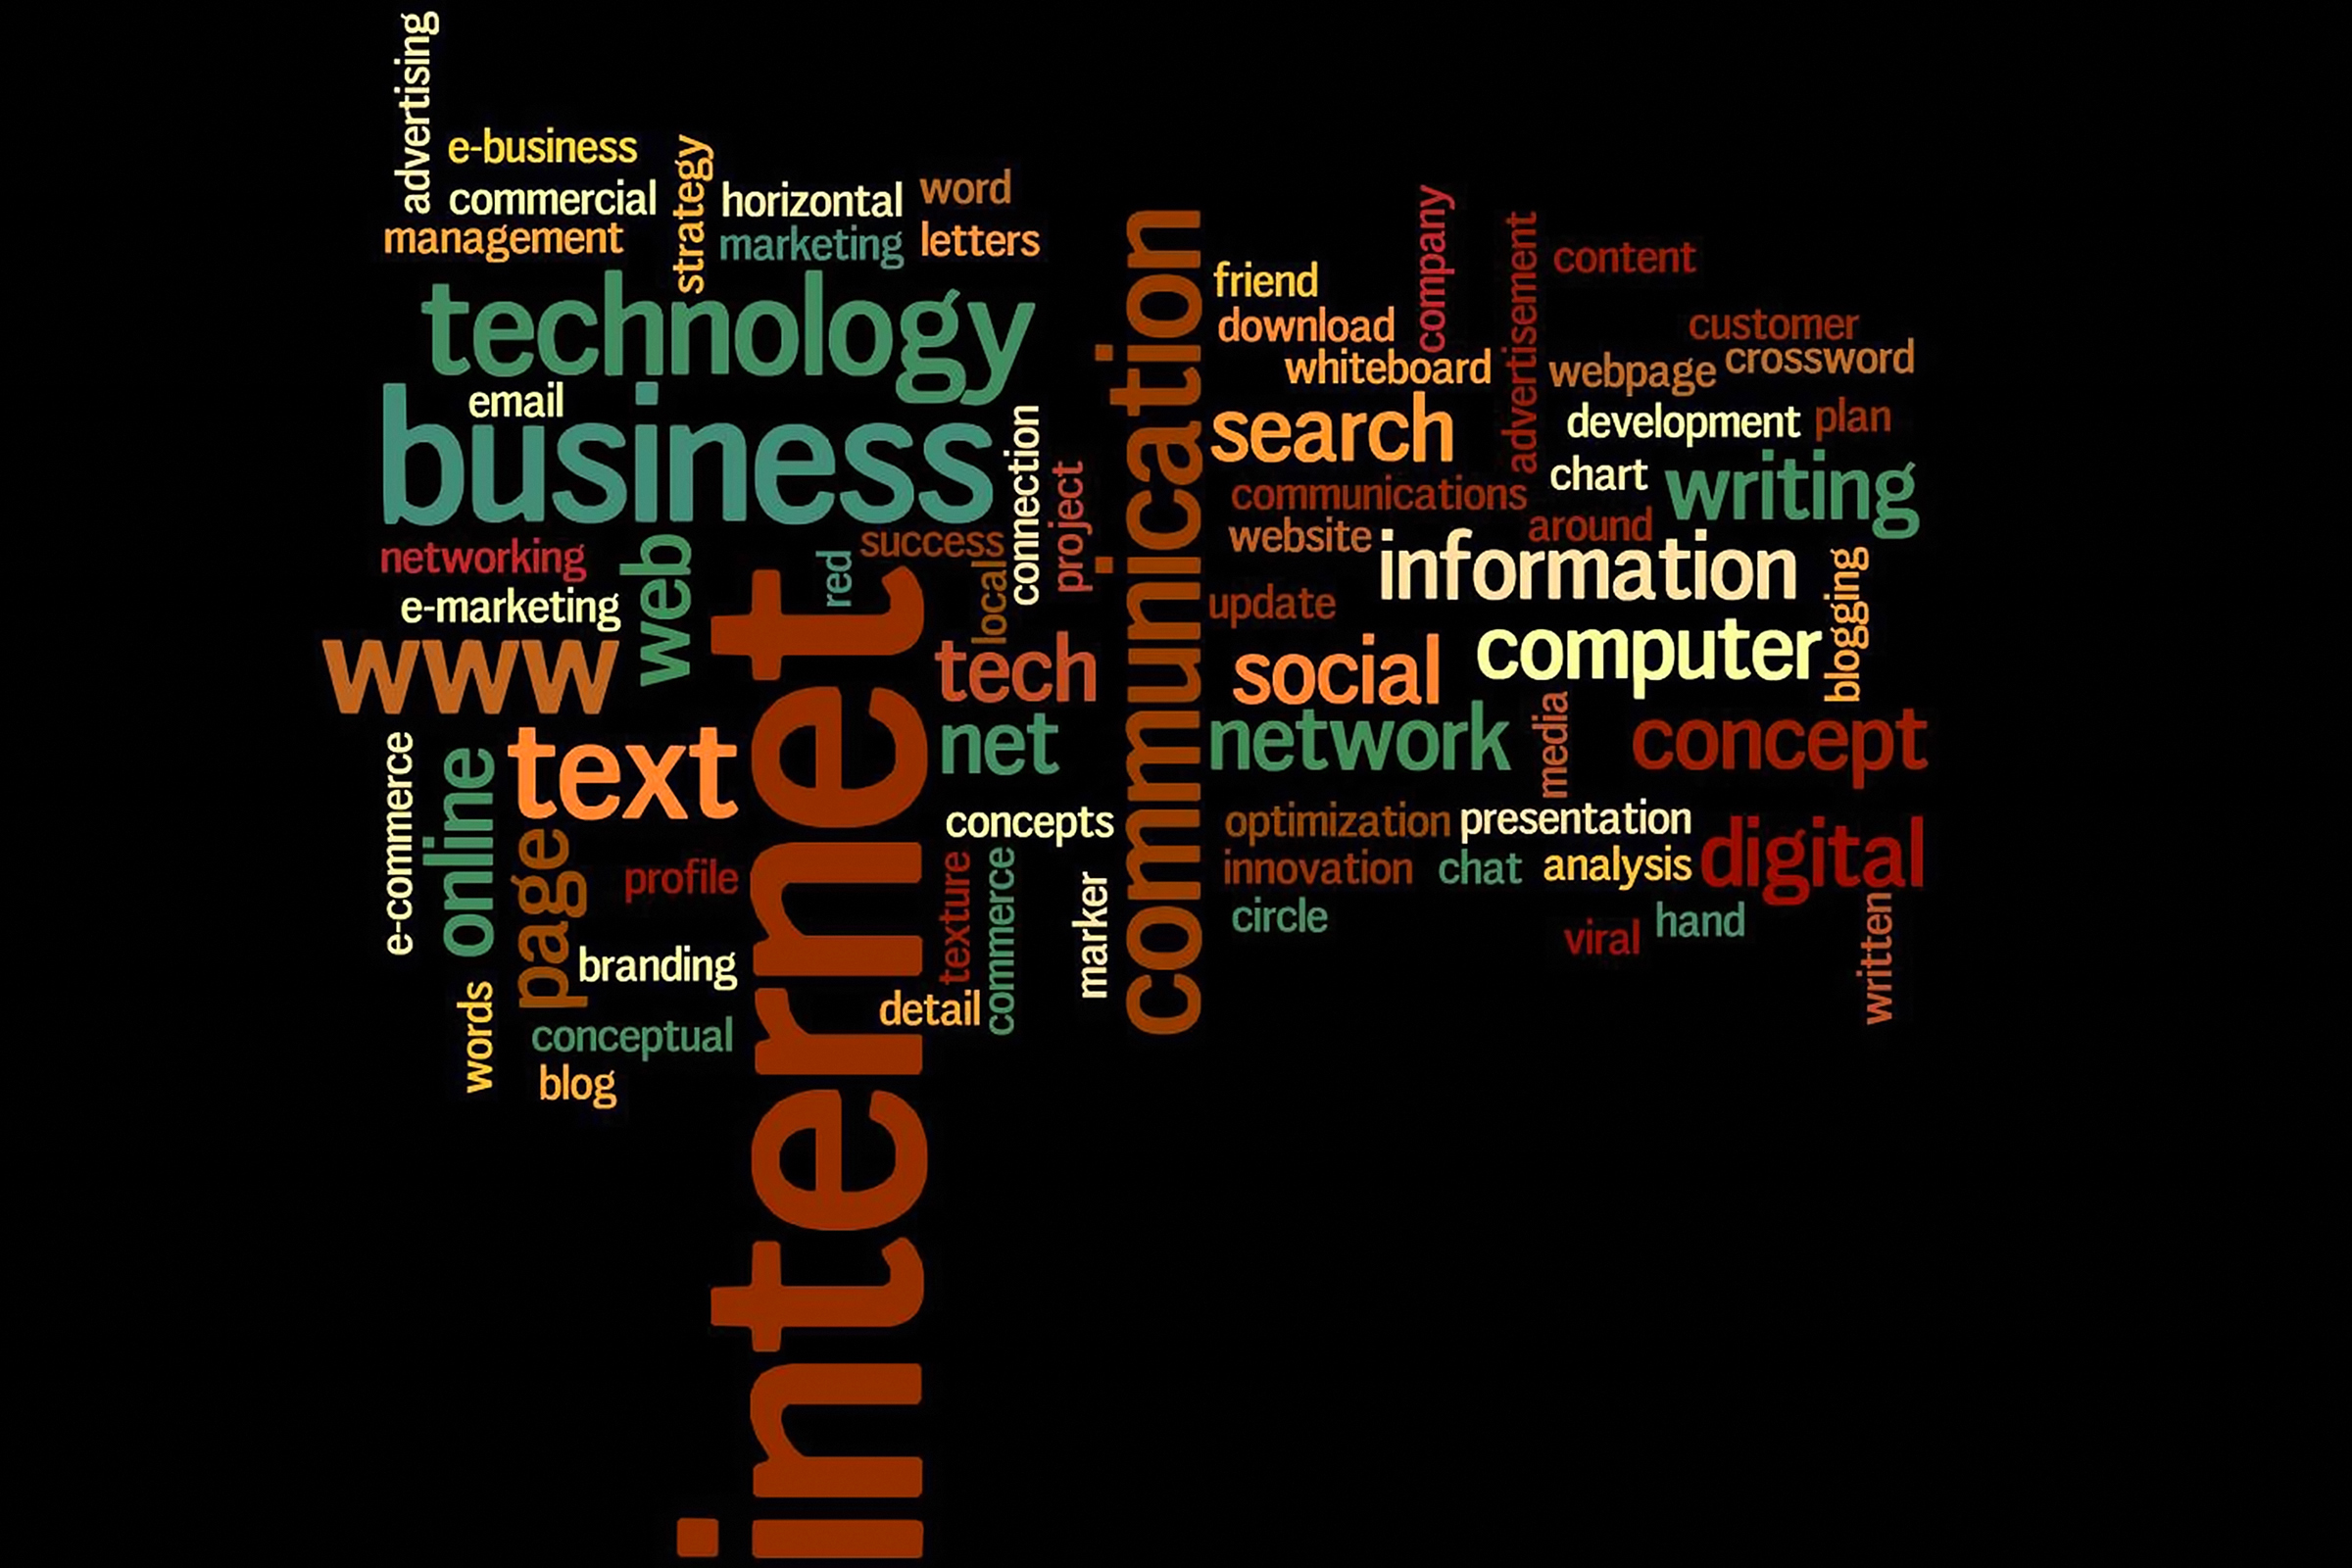 advertising
e-business
commercial
management
strategy
horizontal
word
marketing
letters
technology
email
business
connection
project
networking
e-marketing
web
red
success
local
www
internet
tech
net
text
e-commerce
online
page
profile
branding
words
conceptual
blog
concepts
texture
commerce
marker
detail
communication
friend
download
whiteboard
company
advertisement
content
customer
webpage
crossword
search
development
plan
chart
writing
communications
around
website
information
update
blogging
social
computer
network
media
concept
optimization
presentation
innovation
chat
analysis
digital
circle
viral
hand
written